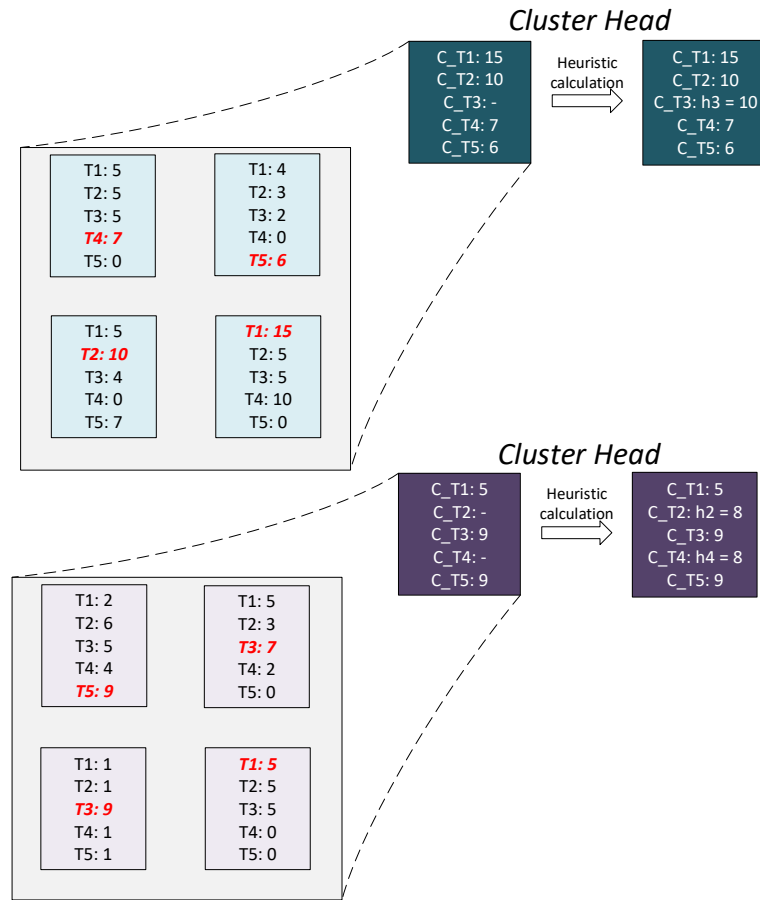 Cluster Head
C_T1: 15
C_T2: 10
C_T3: -
C_T4: 7
C_T5: 6
Heuristic
calculation
C_T1: 15
C_T2: 10
C_T3: h3 = 10
C_T4: 7
C_T5: 6
T1: 5
T2: 5
T3: 5
T4: 7
T5: 0
T1: 4
T2: 3
T3: 2
T4: 0
T5: 6
T1: 5
T2: 10
T3: 4
T4: 0
T5: 7
T1: 15
T2: 5
T3: 5
T4: 10
T5: 0
Cluster Head
C_T1: 5
C_T2: -
C_T3: 9
C_T4: -
C_T5: 9
Heuristic
calculation
C_T1: 5
C_T2: h2 = 8
C_T3: 9
C_T4: h4 = 8
C_T5: 9
T1: 2
T2: 6
T3: 5
T4: 4
T5: 9
T1: 5
T2: 3
T3: 7
T4: 2
T5: 0
T1: 1
T2: 1
T3: 9
T4: 1
T5: 1
T1: 5
T2: 5
T3: 5
T4: 0
T5: 0